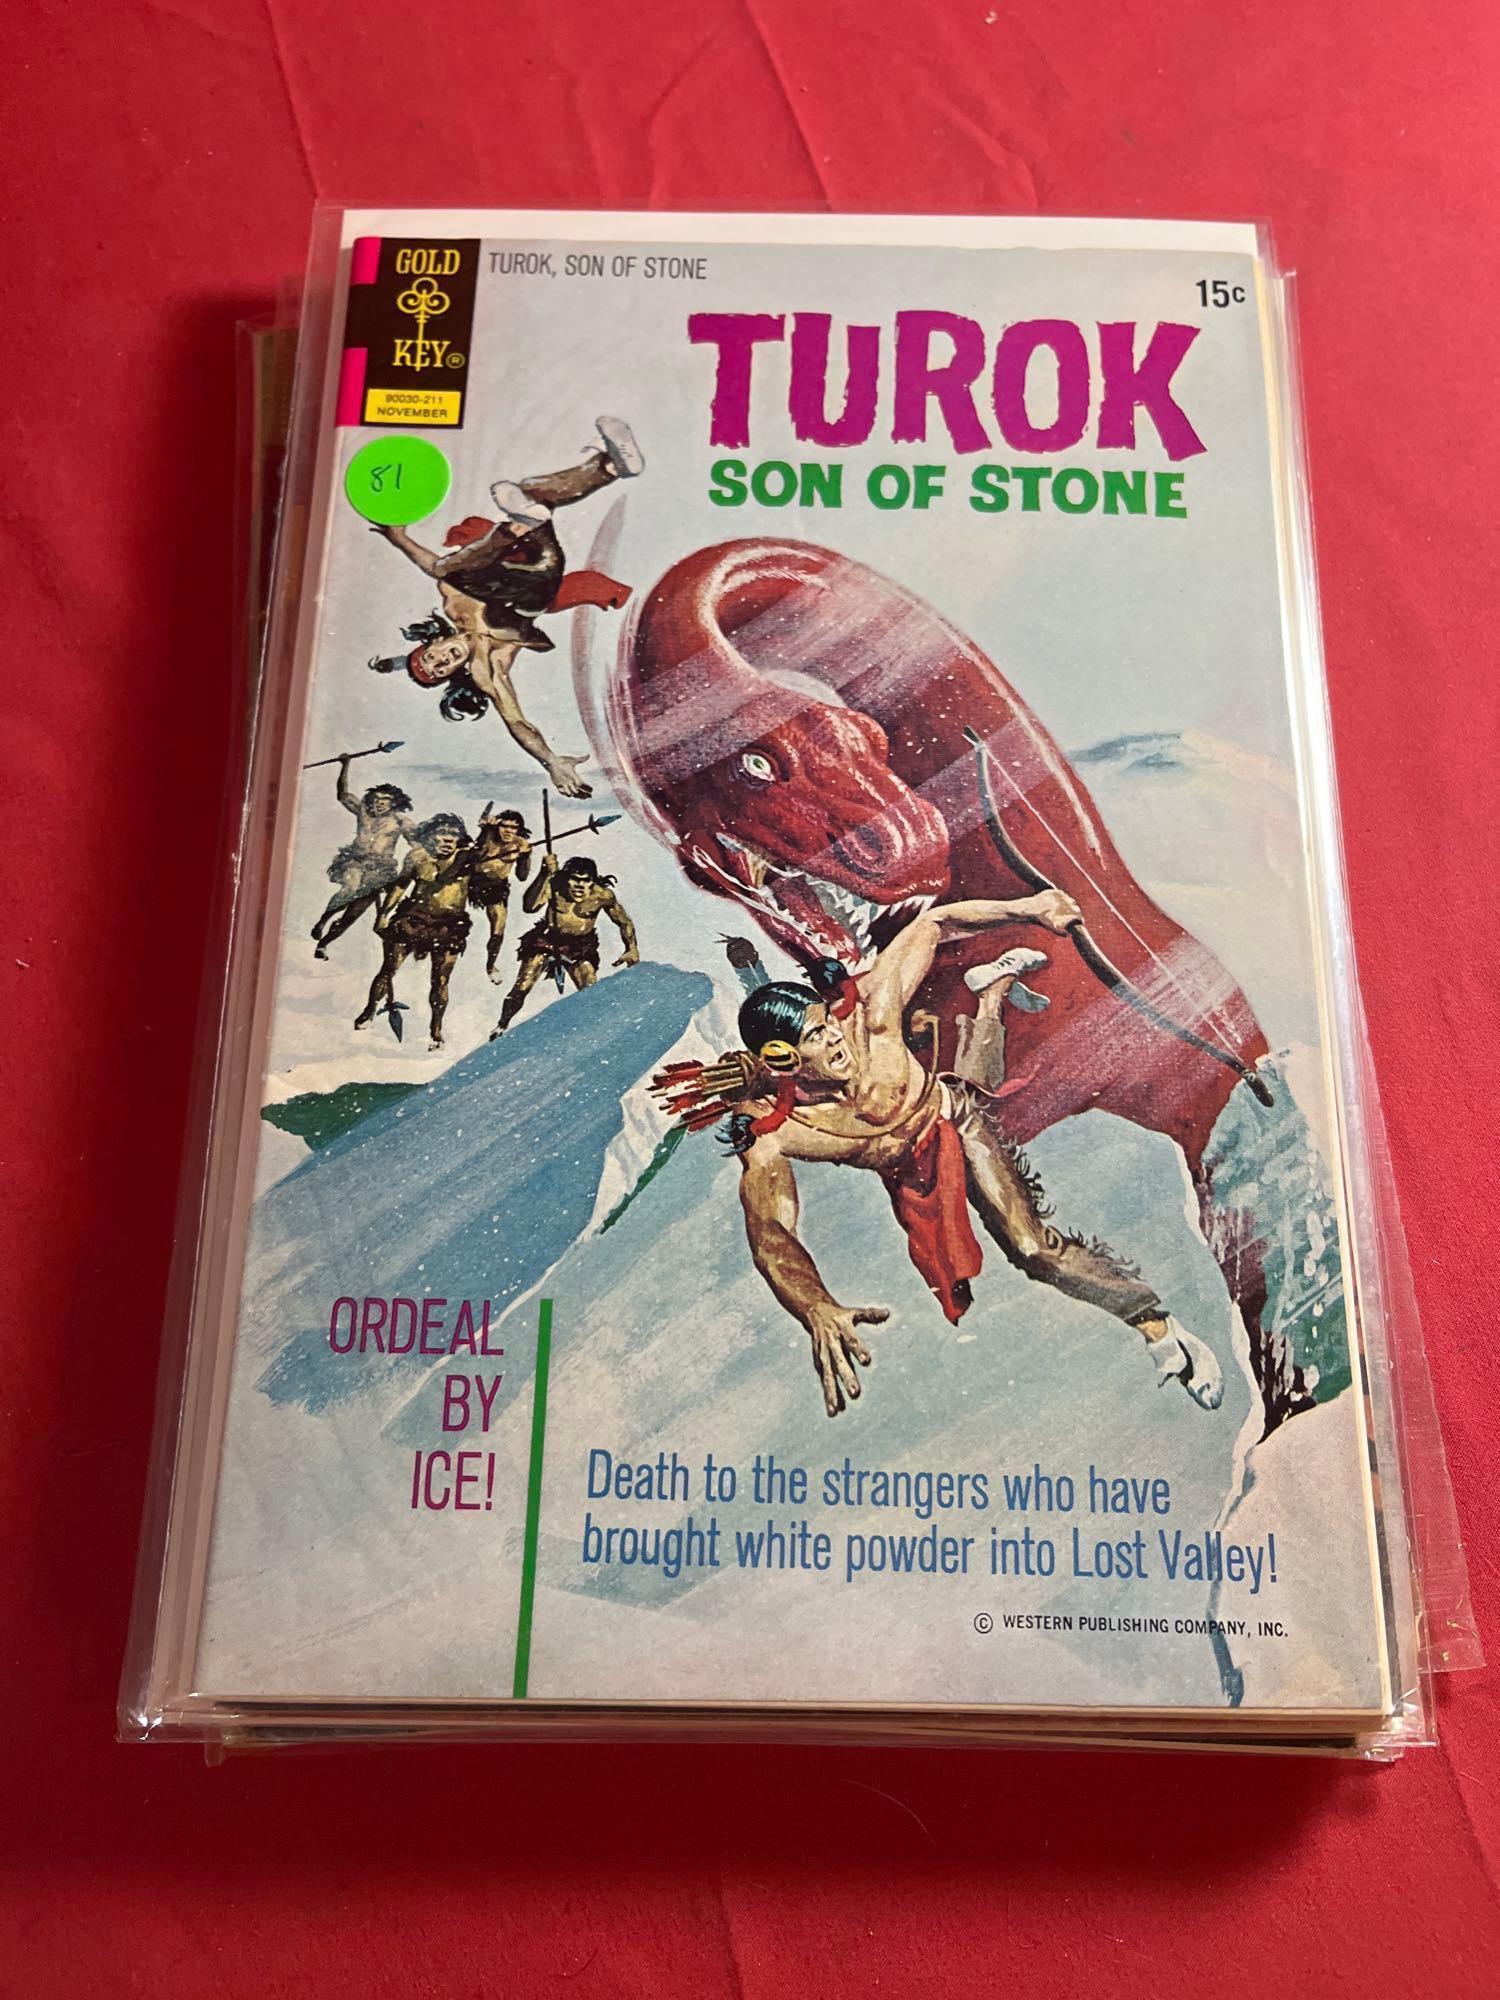 GOLD
KEY®
90030-211
NOVEMBER
TUROK, SON OF STONE
15c
TUROK
SON OF STONE
81
ORDEAL
BY
ICE!
Death to the strangers who have
brought white powder into Lost Valley!
© WESTERN PUBLISHING COMPANY, INC.